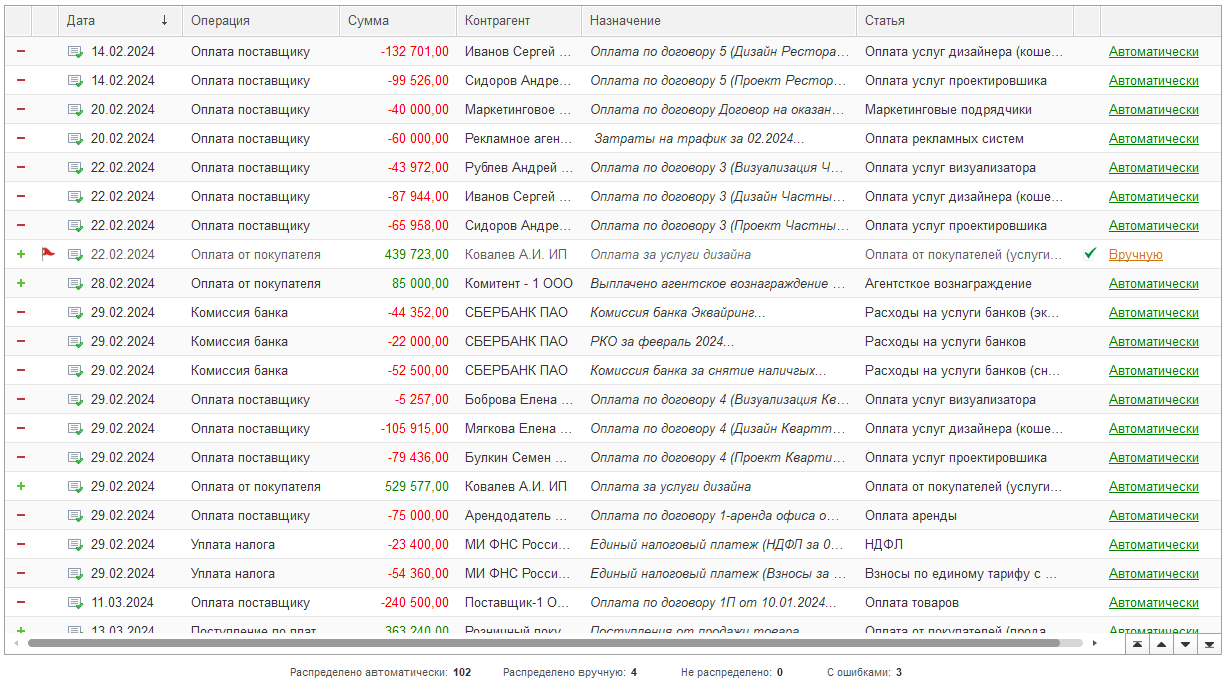 Дата ↓ Операция Сумма Контрагент Назначение Статья
14.02.2024 Оплата поставщику -132 701,00 Иванов Сергей ... Оплата по договору 5 (Дизайн Рестора... Оплата услуг дизайнера (коше... Автоматически
14.02.2024 Оплата поставщику -99 526,00 Сидоров Андре... Оплата по договору 5 (Проект Рестор... Оплата услуг проектировшика Автоматически
20.02.2024 Оплата поставщику -40 000,00 Маркетинговое ... Оплата по договору Договор на оказан... Маркетинговые подрядчики Автоматически
20.02.2024 Оплата поставщику -60 000,00 Рекламное аген... Затраты на трафик за 02.2024... Оплата рекламных систем Автоматически
22.02.2024 Оплата поставщику -43 972,00 Рублев Андрей ... Оплата по договору 3 (Визуализация Ч... Оплата услуг визуализатора Автоматически
22.02.2024 Оплата поставщику -87 944,00 Иванов Сергей ... Оплата по договору 3 (Дизайн Частны... Оплата услуг дизайнера (коше... Автоматически
22.02.2024 Оплата поставщику -65 958,00 Сидоров Андре... Оплата по договору 3 (Проект Частны... Оплата услуг проектировшика Автоматически
22.02.2024 Оплата от покупателя 439 723,00 Ковалев А.И. ИП Оплата за услуги дизайна Оплата от покупателей (услуги... Вручную
28.02.2024 Оплата от покупателя 85 000,00 Комитент - 1 ООО Выплачено агентское вознаграждение ... Агентсткое вознаграждение Автоматически
29.02.2024 Комиссия банка -44 352,00 СБЕРБАНК ПАО Комиссия банка Эквайринг... Расходы на услуги банков (эк... Автоматически
29.02.2024 Комиссия банка -22 000,00 СБЕРБАНК ПАО РКО за февраль 2024... Расходы на услуги банков Автоматически
29.02.2024 Комиссия банка -52 500,00 СБЕРБАНК ПАО Комиссия банка за снятие наличгых... Расходы на услуги банков (сн... Автоматически
29.02.2024 Оплата поставщику -5 257,00 Боброва Елена ... Оплата по договору 4 (Визуализация Кв... Оплата услуг визуализатора Автоматически
29.02.2024 Оплата поставщику -105 915,00 Мягкова Елена ... Оплата по договору 4 (Дизайн Квартт... Оплата услуг дизайнера (коше... Автоматически
29.02.2024 Оплата поставщику -79 436,00 Булкин Семен ... Оплата по договору 4 (Проект Кварти... Оплата услуг проектировшика Автоматически
29.02.2024 Оплата от покупателя 529 577,00 Ковалев А.И. ИП Оплата за услуги дизайна Оплата от покупателей (услуги... Автоматически
29.02.2024 Оплата поставщику -75 000,00 Арендодатель ... Оплата по договору 1-аренда офиса о... Оплата аренды Автоматически
29.02.2024 Уплата налога -23 400,00 МИ ФНС Росси... Единый налоговый платеж (НДФЛ за 0... НДФЛ Автоматически
29.02.2024 Уплата налога -54 360,00 МИ ФНС Росси... Единый налоговый платеж (Взносы за ... Взносы по единому тарифу с ... Автоматически
11.03.2024 Оплата поставщику -240 500,00 Поставщик-1 О... Оплата по договору 1П от 10.01.2024... Оплата товаров Автоматически
13.03.2024 Поступление по плат... 363 240,00 Розничный поку... Поступления от продажи товара Оплата от покупателей (прода... Автоматически
Распределено автоматически: 102 Распределено вручную: 4 Не распределено: 0 С ошибками: 3